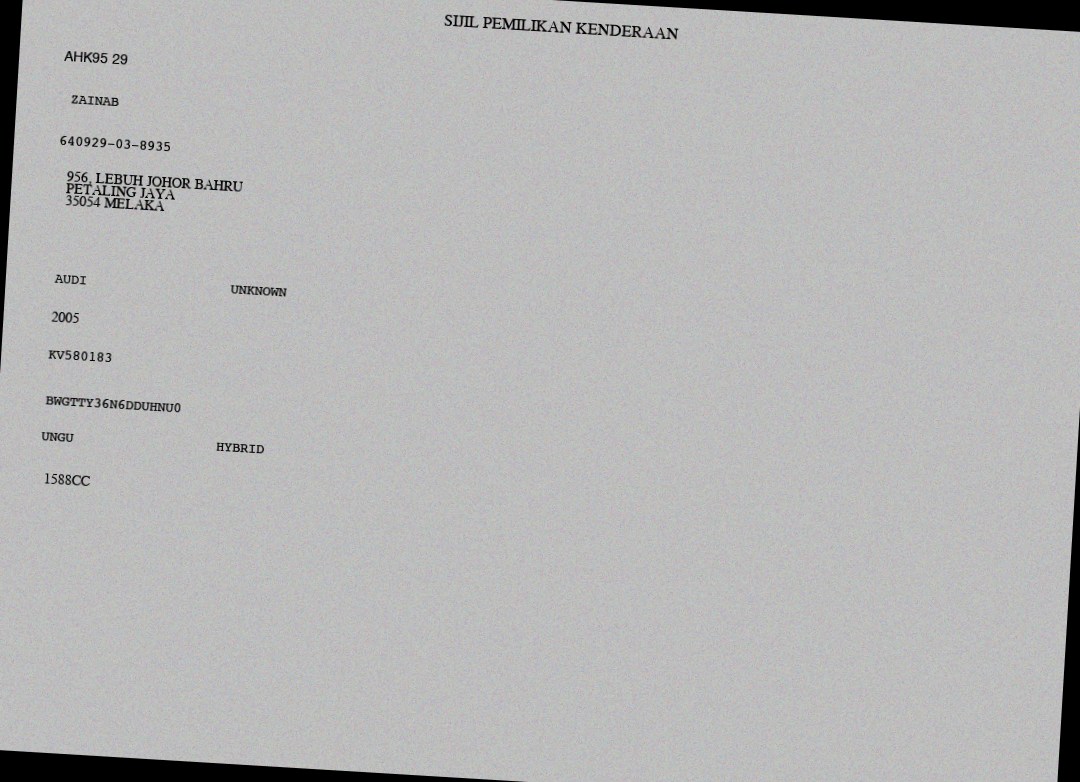 SIJIL PEMILIKAN KENDERAAN
AHK95 29
ZAINAB
640929-03-8935
956, LEBUH JOHOR BAHRU
PETALING JAYA
35054 MELAKA
AUDI UNKNOWN
2005
KV580183
BWGTTY36N6DDUHNU0
UNGU HYBRID
1588CC